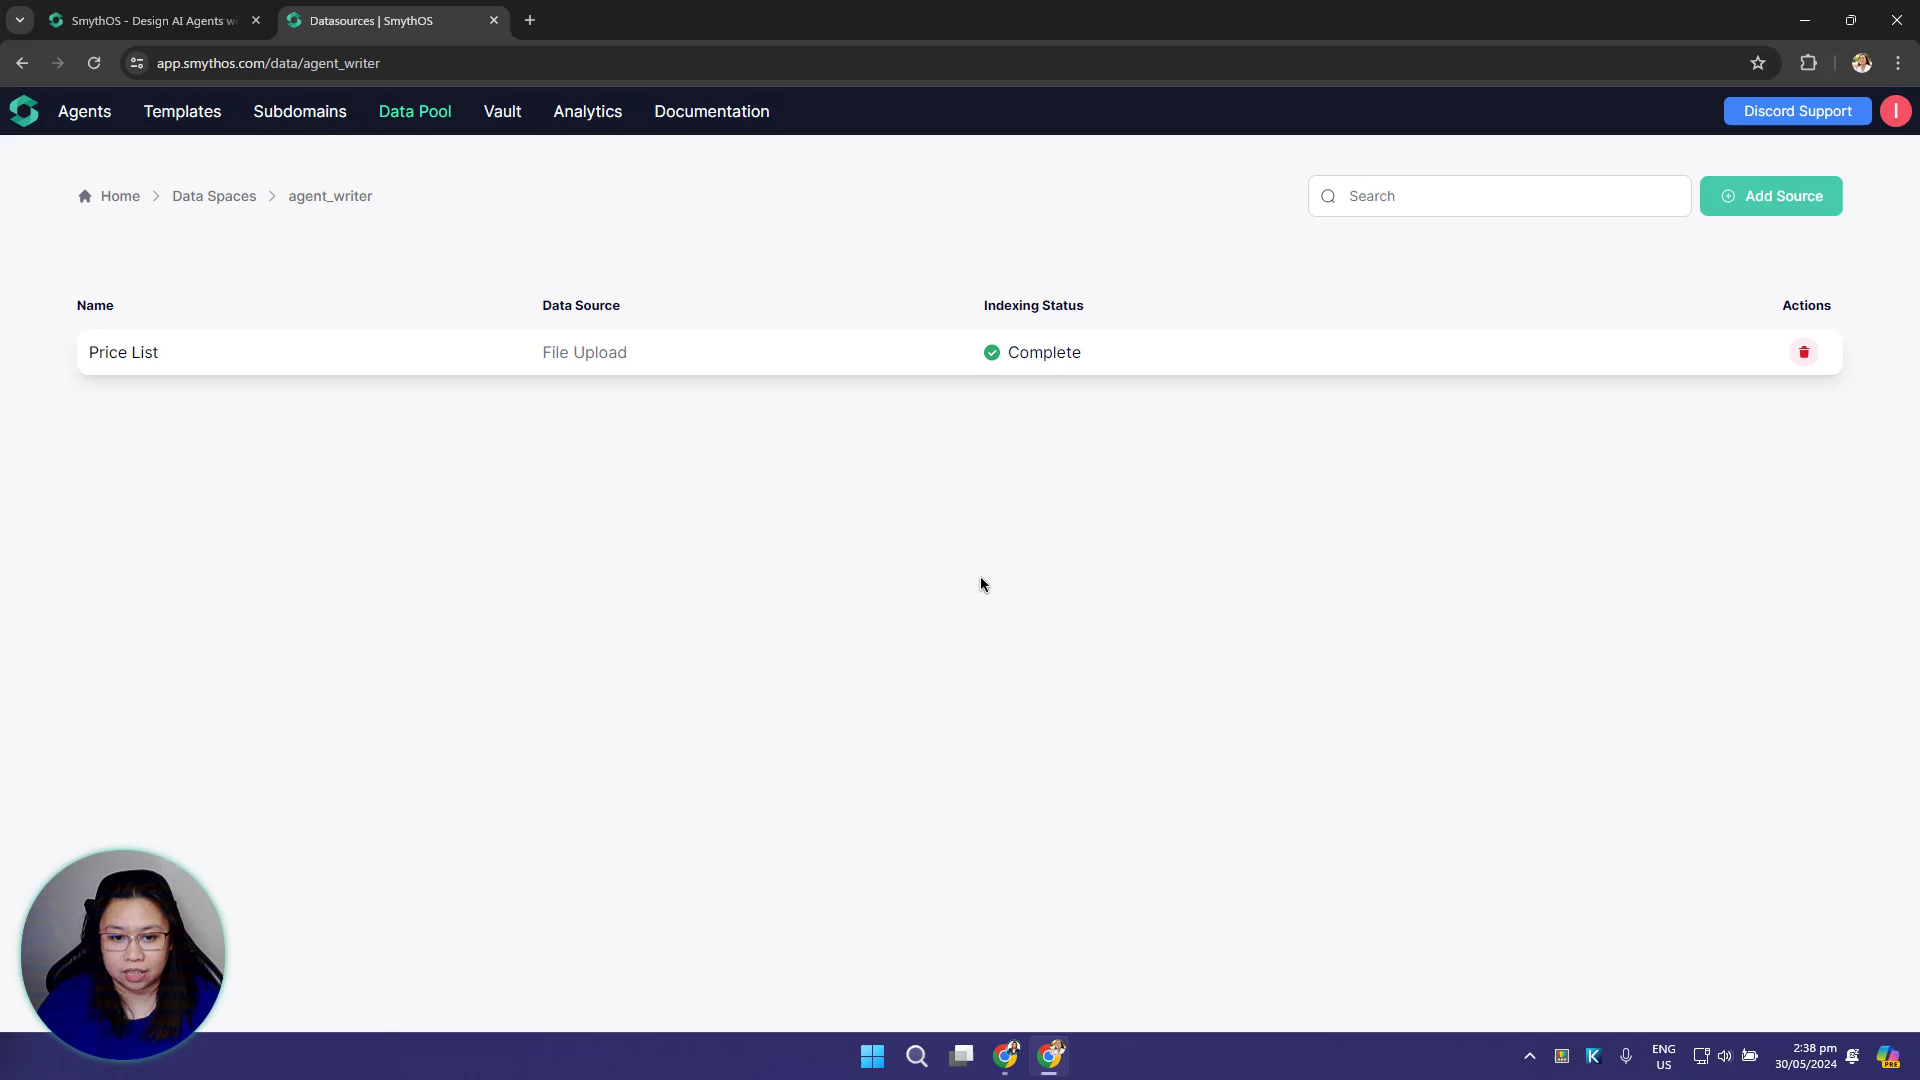 SmythOS - Design AI Agents w
Datasources | SmythOS
app.smythos.com/data/agent_writer
Agents
Templates
Subdomains
Data Pool
Vault
Analytics
Documentation
Discord Support
I
Home
Data Spaces
agent_writer
Search
Add Source
Name
Data Source
Indexing Status
Actions
Price List
File Upload
Complete
ENG
US
2:38 pm
30/05/2024
K
PRE